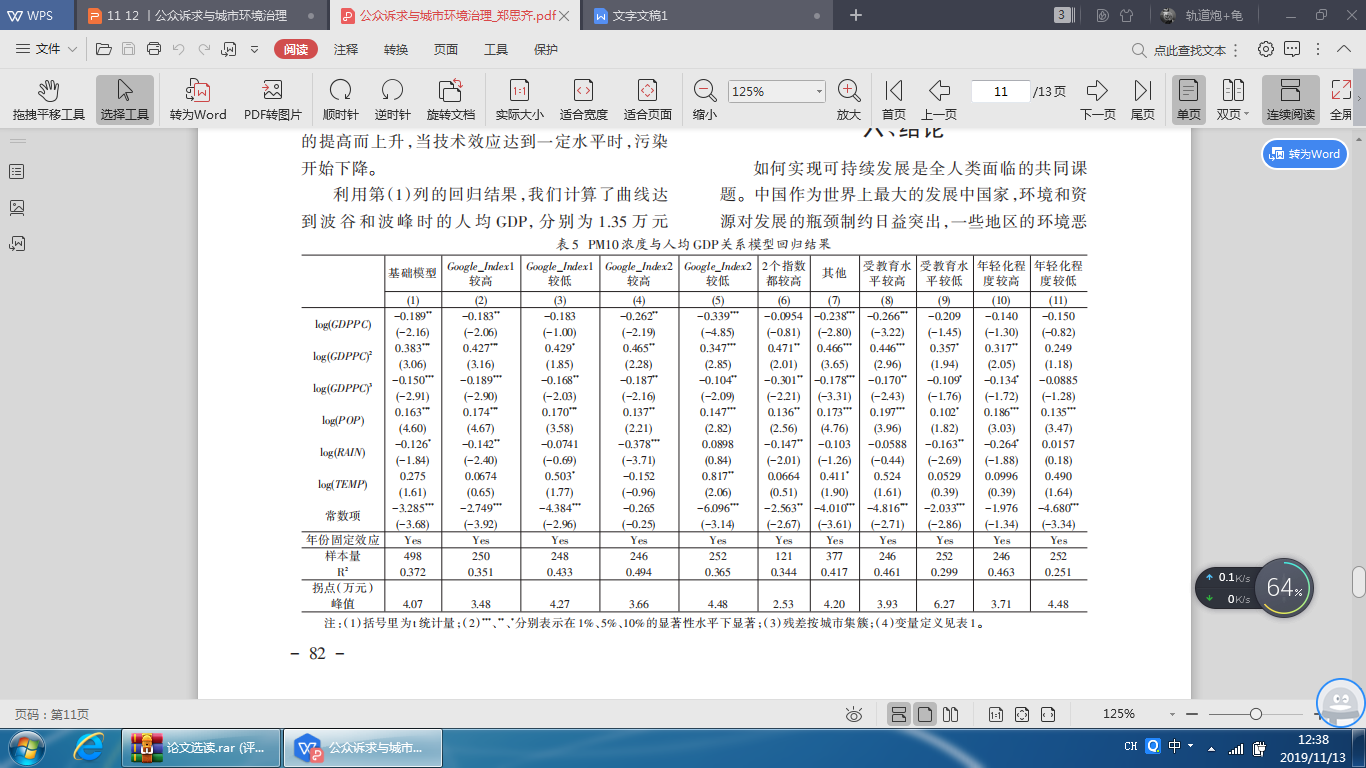 WPS 11 12 丨公众诉求与城市环境治理 公众诉求与城市环境治理_郑思齐.pdf 文字文稿1 3 轨道炮+龟
文件 阅读 注释 转换 页面 工具 保护 点此查找文本
125% 11 /13页
拖拽平移工具 选择工具 转为Word PDF转图片 顺时针 逆时针 旋转文档 实际大小 适合宽度 适合页面 缩小 放大 首页 上一页 下一页 尾页 单页 双页 连续阅读 全屏
转为Word
的提高而上升,当技术效应达到一定水平时,污染
开始下降。
利用第(1)列的回归结果,我们计算了曲线达
到波谷和波峰时的人均GDP,分别为1.35万元
六、结论
如何实现可持续发展是全人类面临的共同课
题。中国作为世界上最大的发展中国家,环境和资
源对发展的瓶颈制约日益突出,一些地区的环境恶
表5 PM10浓度与人均GDP关系模型回归结果
基础模型 Google_Index1较高 Google_Index1较低 Google_Index2较高 Google_Index2较低 2个指数都较高 其他 受教育水平较高 受教育水平较低 年轻化程度较高 年轻化程度较低
(1) (2) (3) (4) (5) (6) (7) (8) (9) (10) (11)
log(GDPPC) -0.189** -0.183** -0.183 -0.262** -0.339*** -0.0954 -0.238*** -0.266*** -0.209 -0.140 -0.150
(-2.16) (-2.06) (-1.00) (-2.19) (-4.85) (-0.81) (-2.80) (-3.22) (-1.45) (-1.30) (-0.82)
log(GDPPC)² 0.383*** 0.427*** 0.429* 0.465** 0.347*** 0.471** 0.466*** 0.446*** 0.357* 0.317** 0.249
(3.06) (3.16) (1.85) (2.28) (2.85) (2.01) (3.65) (2.96) (1.94) (2.05) (1.18)
log(GDPPC)³ -0.150*** -0.189*** -0.168** -0.187** -0.104** -0.301** -0.178*** -0.170** -0.109* -0.134* -0.0885
(-2.91) (-2.90) (-2.03) (-2.16) (-2.09) (-2.21) (-3.31) (-2.43) (-1.76) (-1.72) (-1.28)
log(POP) 0.163*** 0.174*** 0.170*** 0.137** 0.147*** 0.136** 0.173*** 0.197*** 0.102* 0.186*** 0.135***
(4.60) (4.67) (3.58) (2.21) (2.82) (2.56) (4.76) (3.96) (1.82) (3.03) (3.47)
log(RAIN) -0.126* -0.142** -0.0741 -0.378*** 0.0898 -0.147** -0.103 -0.0588 -0.163** -0.264* 0.0157
(-1.84) (-2.40) (-0.69) (-3.71) (0.84) (-2.01) (-1.26) (-0.44) (-2.69) (-1.88) (0.18)
log(TEMP) 0.275 0.0674 0.503* -0.152 0.817** 0.0664 0.411* 0.524 0.0529 0.0996 0.490
(1.61) (0.65) (1.77) (-0.96) (2.06) (0.51) (1.90) (1.61) (0.39) (0.39) (1.64)
常数项 -3.285*** -2.749*** -4.384*** -0.265 -6.096*** -2.563** -4.010*** -4.816*** -2.033*** -1.976 -4.680***
(-3.68) (-3.92) (-2.96) (-0.25) (-3.14) (-2.67) (-3.61) (-2.71) (-2.86) (-1.34) (-3.34)
年份固定效应 Yes Yes Yes Yes Yes Yes Yes Yes Yes Yes Yes
样本量 498 250 248 246 252 121 377 246 252 246 252
R² 0.372 0.351 0.433 0.494 0.365 0.344 0.417 0.461 0.299 0.463 0.251
拐点(万元)
峰值 4.07 3.48 4.27 3.66 4.48 2.53 4.20 3.93 6.27 3.71 4.48
注:(1)括号里为t统计量;(2)***、**、*分别表示在1%、5%、10%的显著性水平下显著;(3)残差按城市集簇;(4)变量定义见表1。
- 82 -
0.1K/s
0K/s
64%
页码:第11页 125%
论文选读.rar (评... 公众诉求与城市... CH 中 12:38
2019/11/13